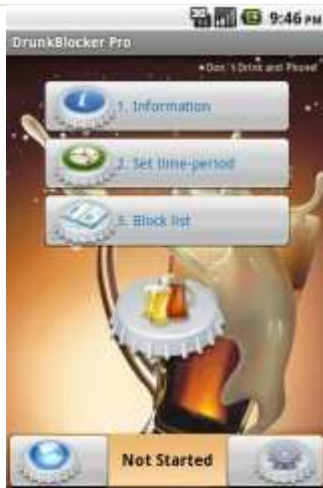 9:46 PM
DrunkBlocker Pro
Don't Drink and Phone!
1. Information
2. Set time-period
3. Block list
Not Started